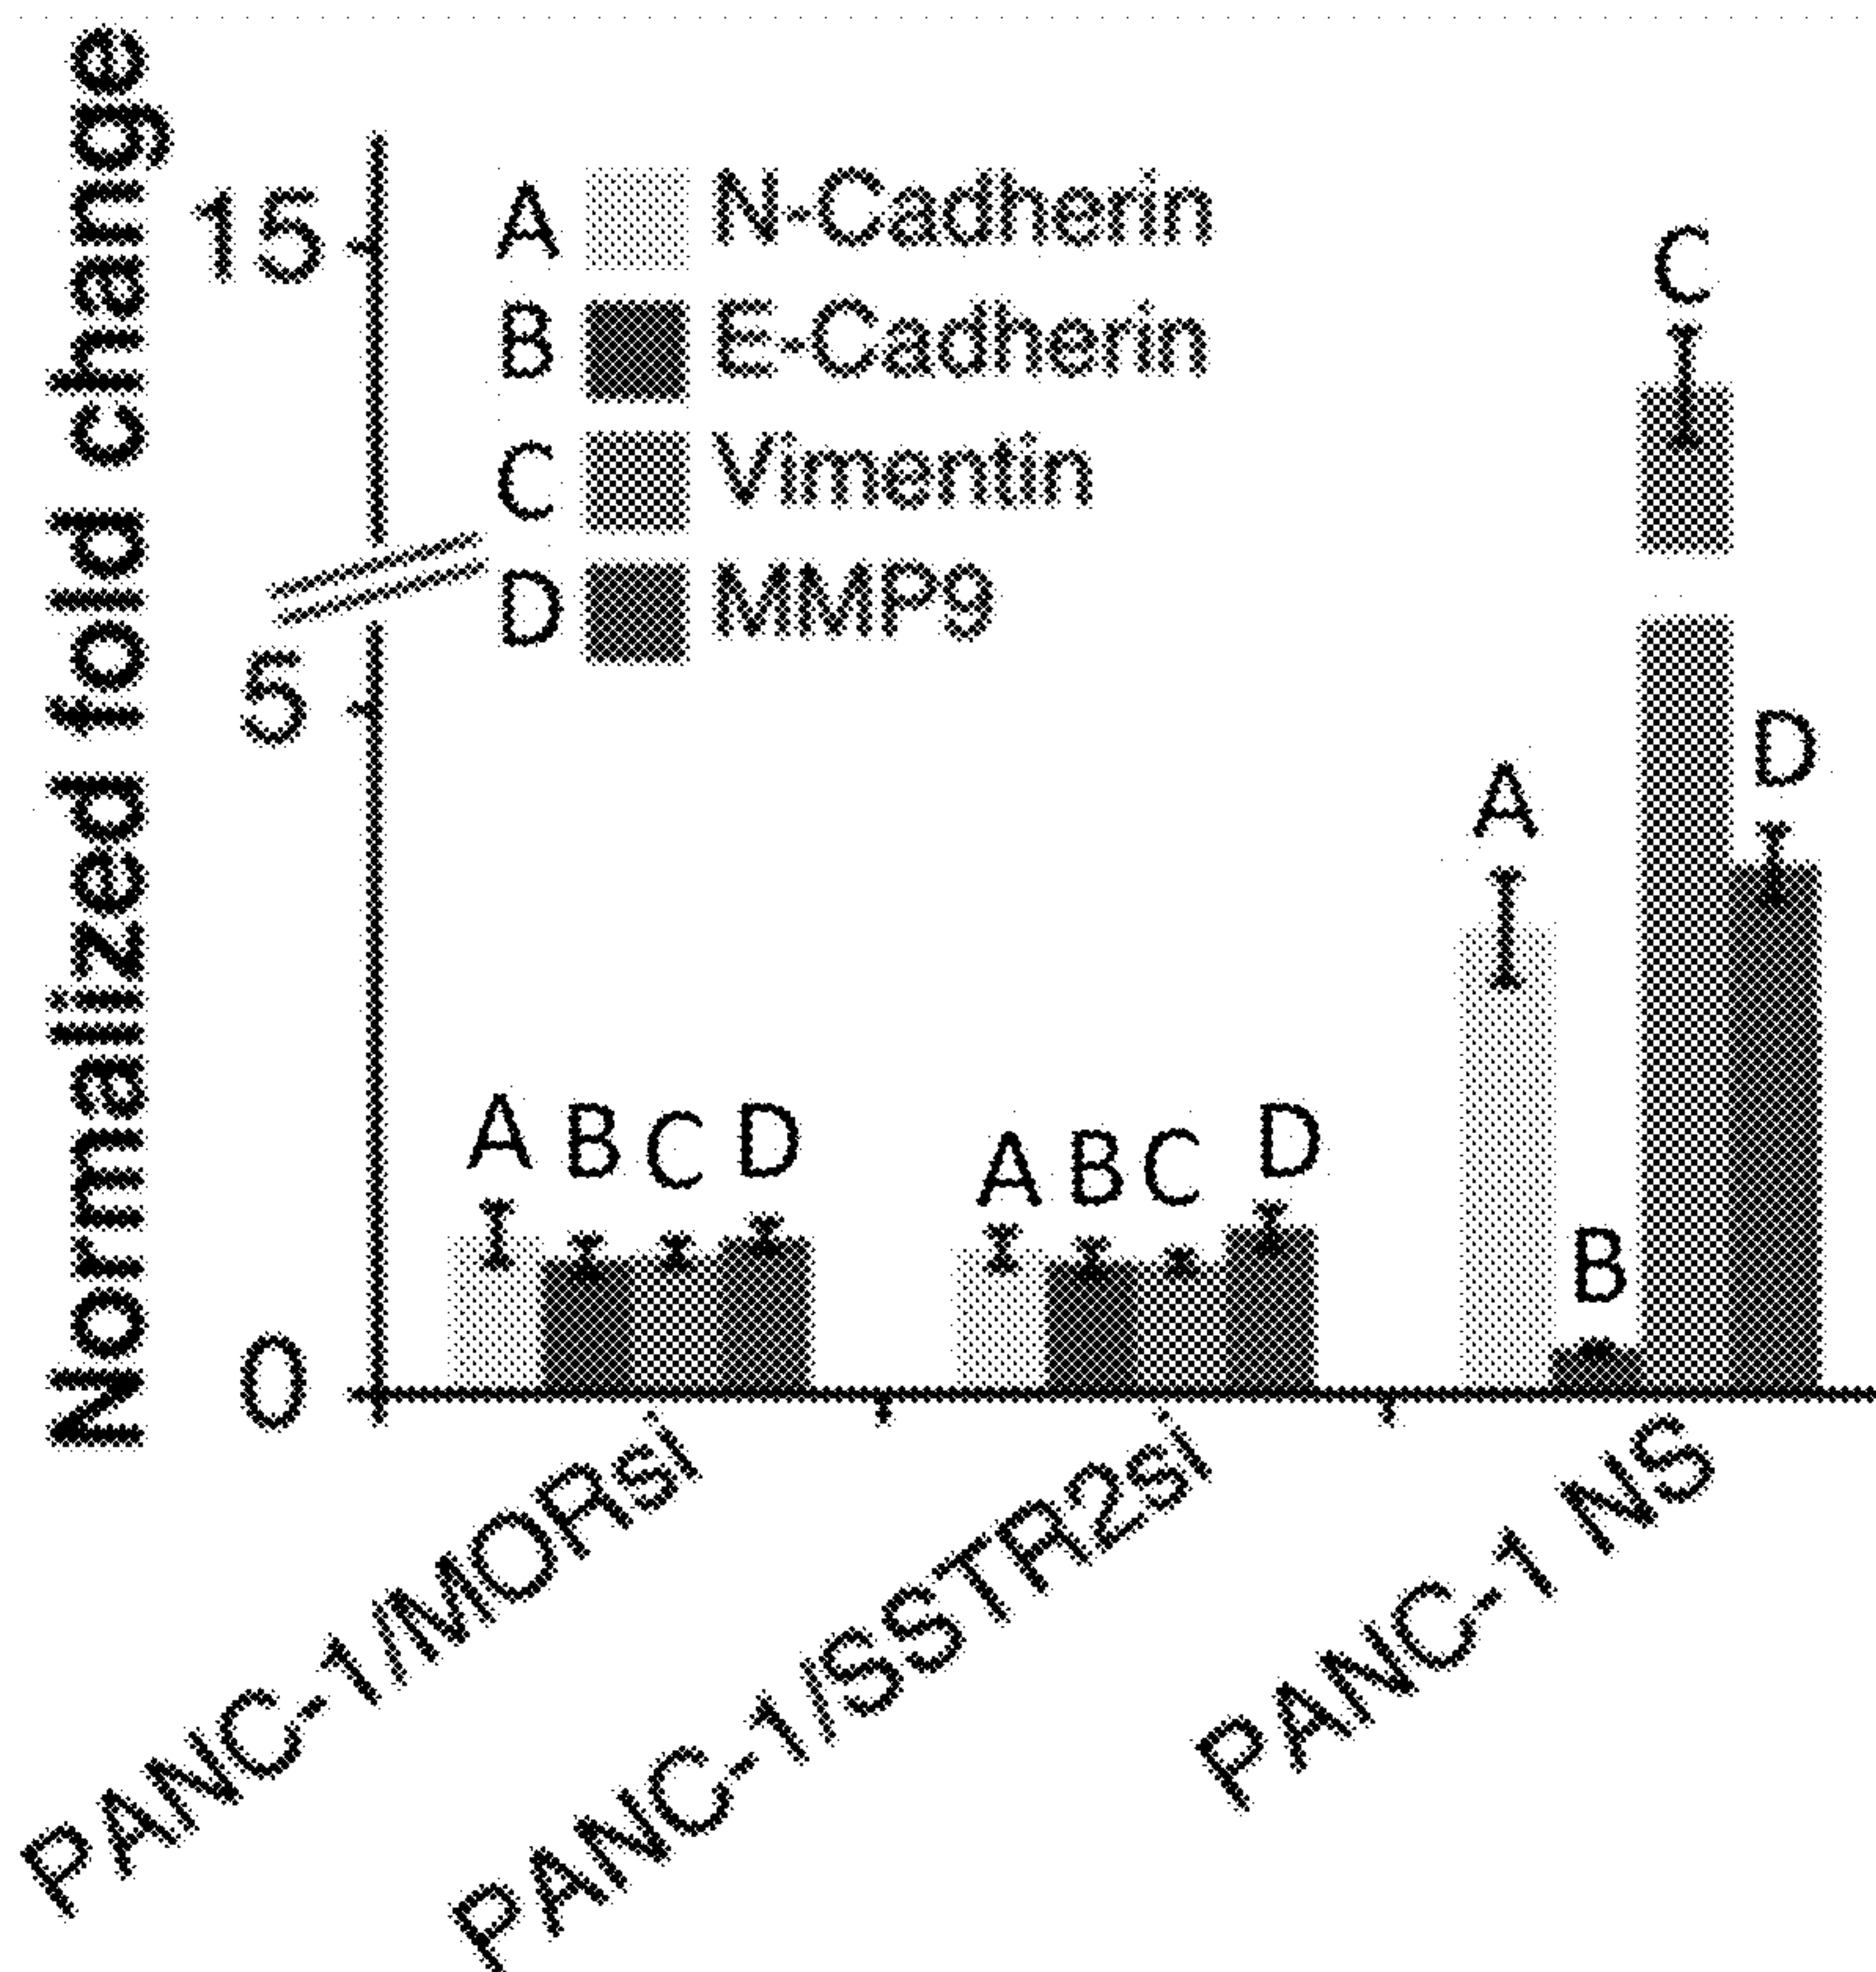 Normalized fold change
15
5
0
A N-Cadherin
B E-Cadherin
C Vimentin
D MMP9
A B C D
A B C D
A B C D
PANC-1/MORsi
PANC-1/SSTR2si
PANC-1 NS